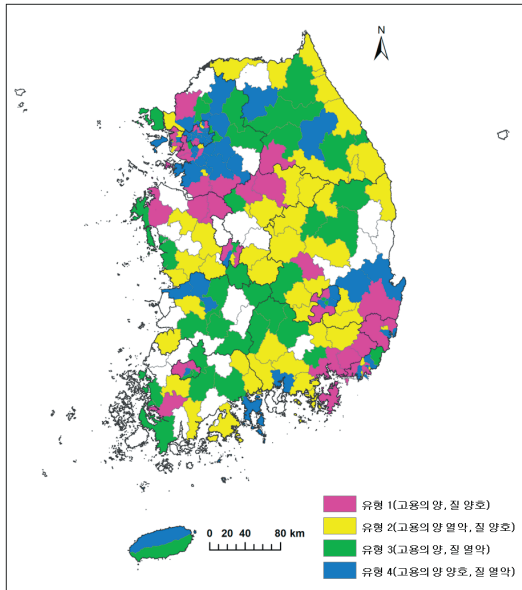 N
0 20 40 80 km
유형 1(고용의 양, 질 양호)
유형 2(고용의 양 열악, 질 양호)
유형 3(고용의 양, 질 열악)
유형 4(고용의 양 양호, 질 열악)